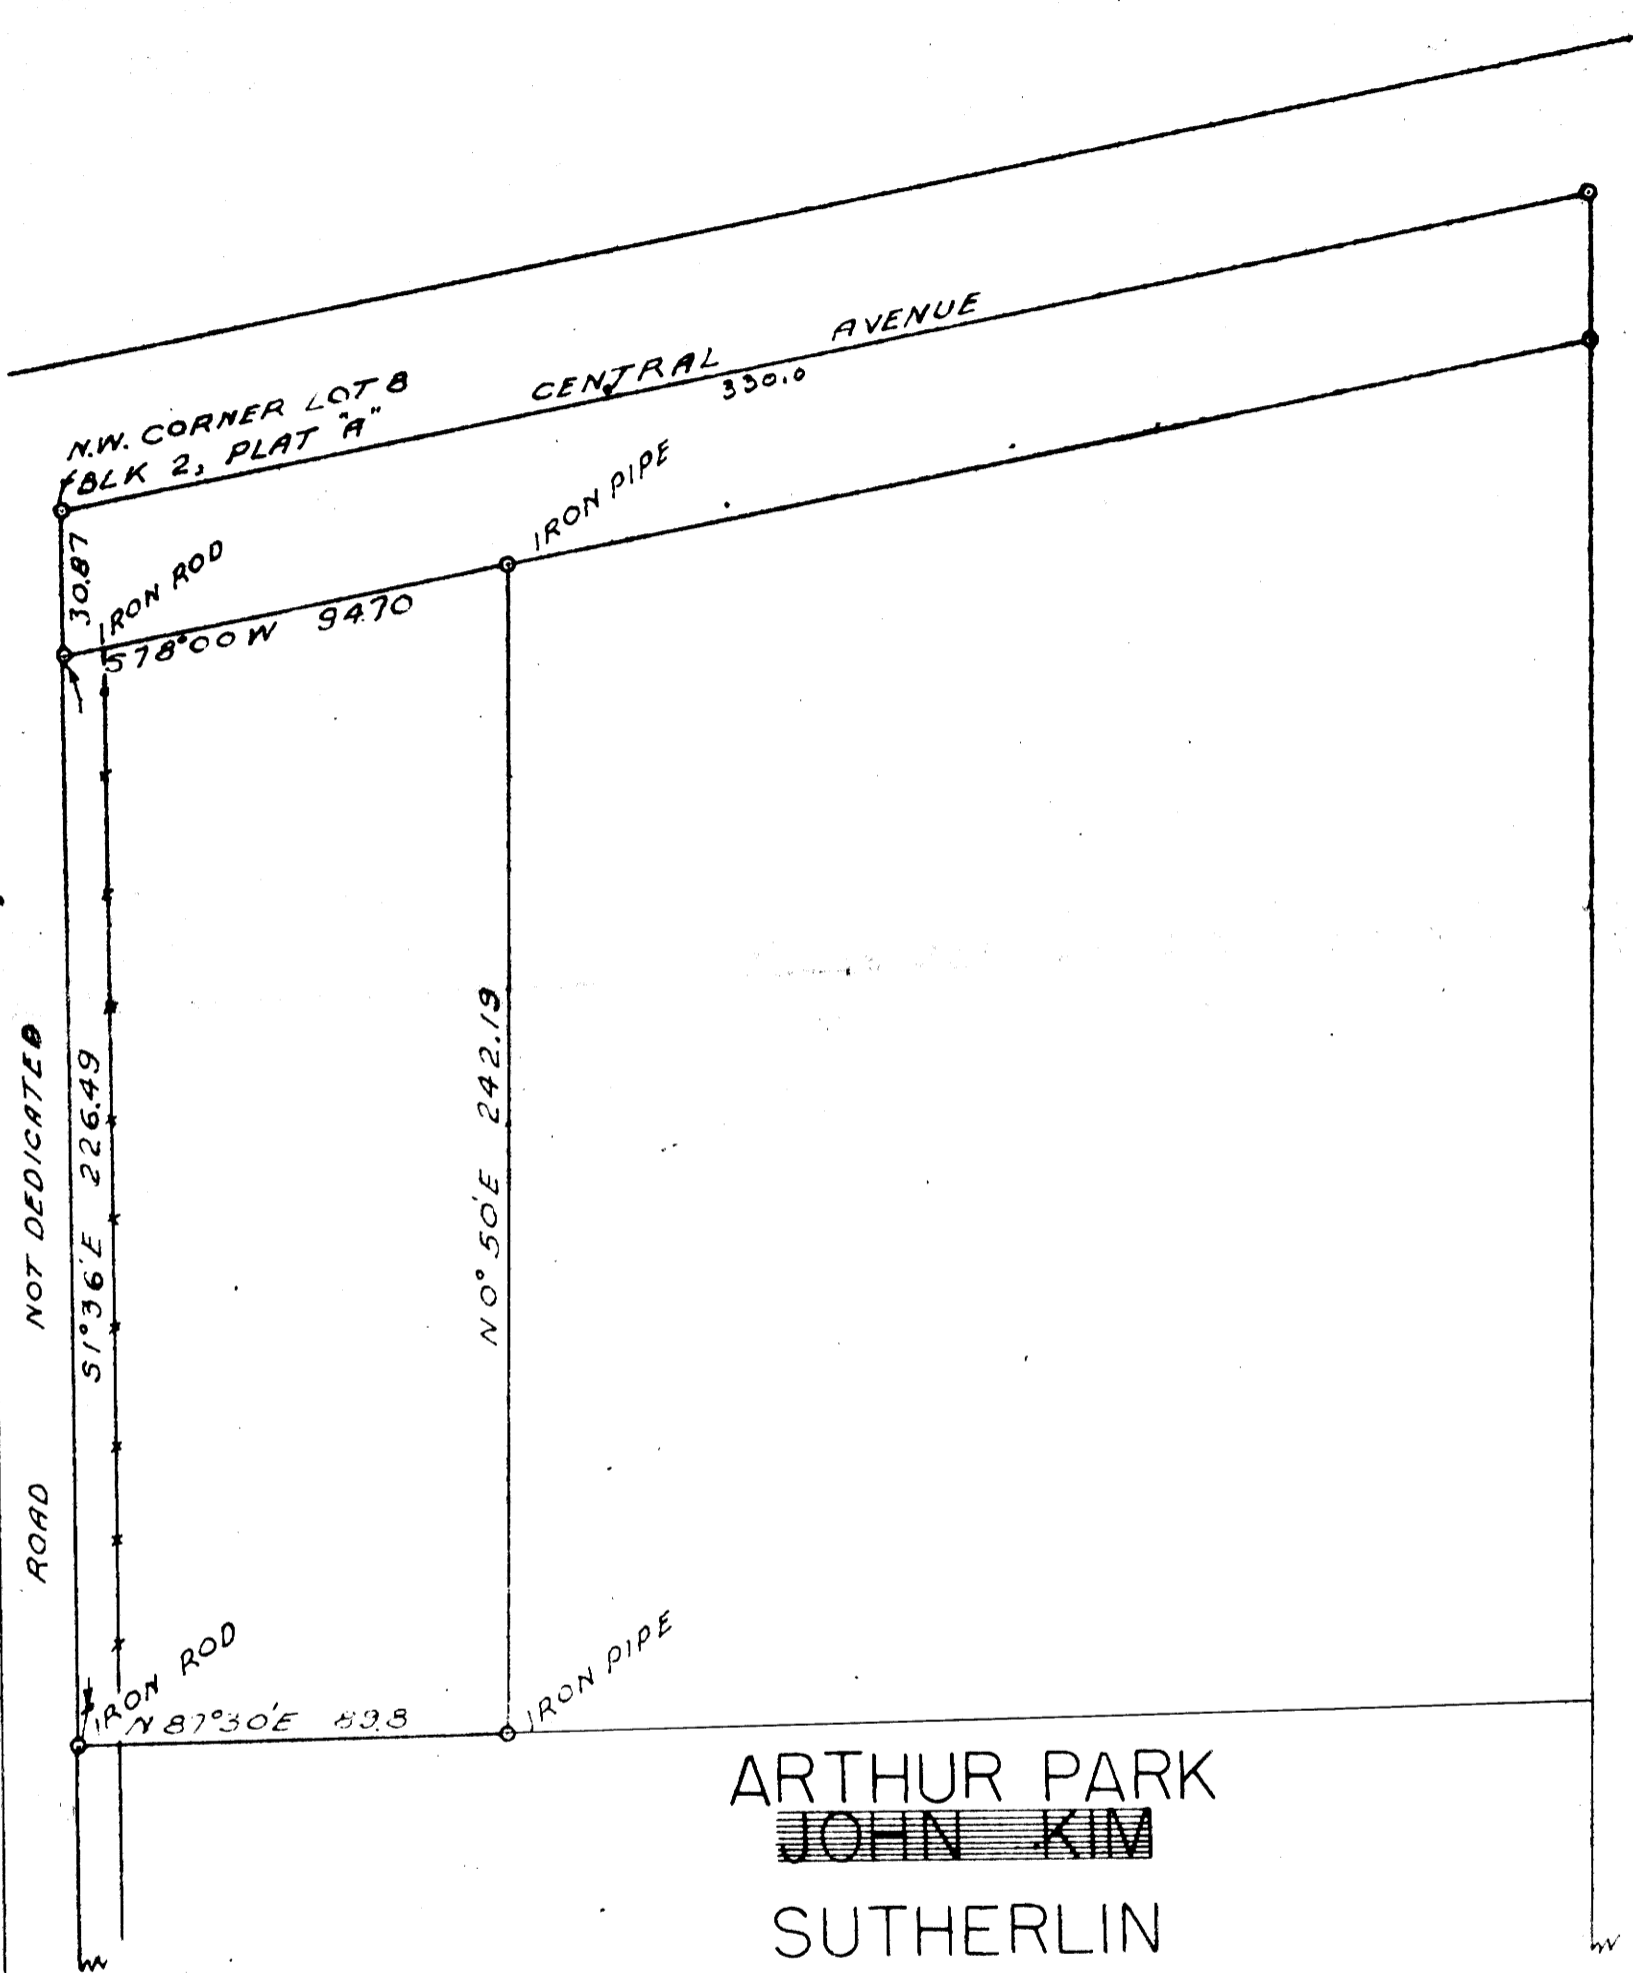 N.W. CORNER LOT 8
BLK 2, PLAT "A"
CENTRAL AVENUE
330.0
30.87
IRON ROD
S78°00W 94.70
IRON PIPE
NOT DEDICATED
ROAD
S1°36'E 226.49
N0°50'E 242.19
IRON ROD
N87°30'E 89.8
IRON PIPE
ARTHUR PARK
JOHN KIM
SUTHERLIN